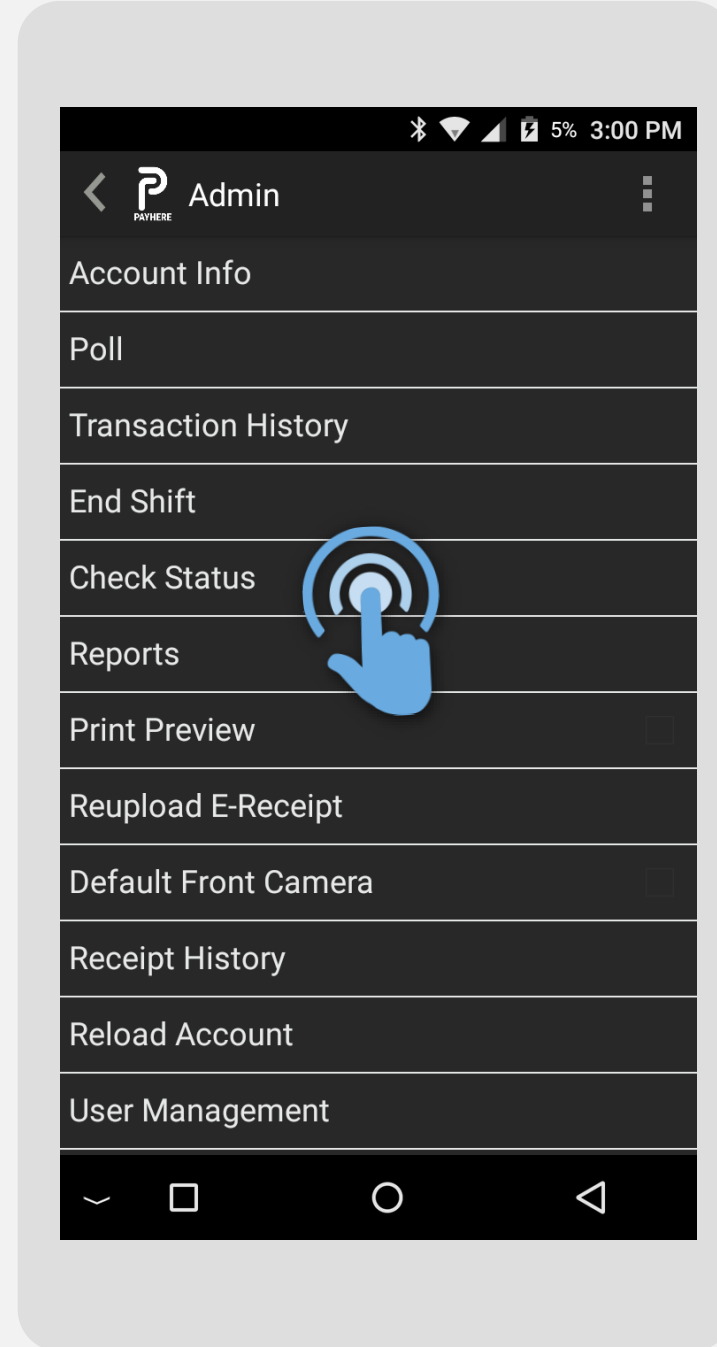 5% 3:00 PM
PAYHERE Admin
Account Info
Poll
Transaction History
End Shift
Check Status
Reports
Print Preview
Reupload E-Receipt
Default Front Camera
Receipt History
Reload Account
User Management